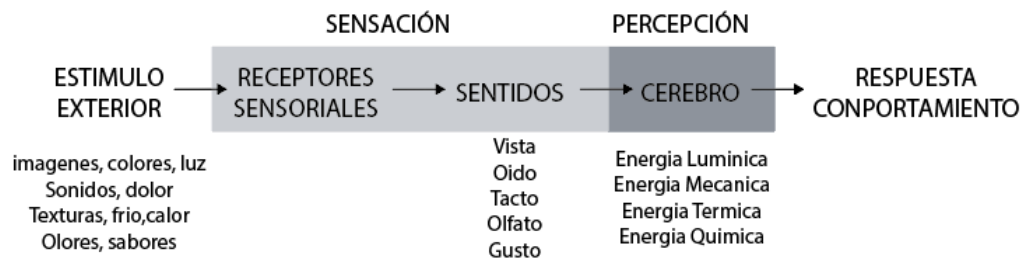 SENSACIÓN
PERCEPCIÓN
ESTIMULO
EXTERIOR
RECEPTORES
SENSORIALES
SENTIDOS
CEREBRO
RESPUESTA
CONPORTAMIENTO
imagenes, colores, luz
Sonidos, dolor
Texturas, frio,calor
Olores, sabores
Vista
Oido
Tacto
Olfato
Gusto
Energia Luminica
Energia Mecanica
Energia Termica
Energia Quimica